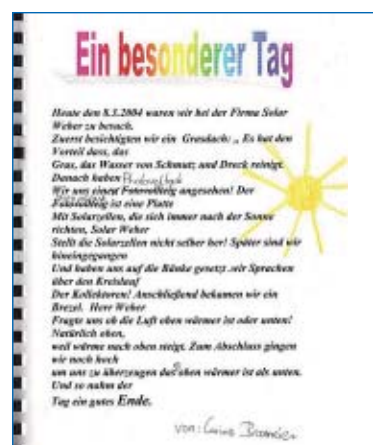 Ein besonderer Tag
Heute den 8.3.2004 waren wir bei der Firma Solar
Weber zu besuch.
Zuerst besichtigten wir ein Grasdach: „ Es hat den
Vorteil dass, das
Gras, das Wasser von Schmutz und Dreck reinigt.
Danach haben
Wir uns einen angesehen! Der
ist eine Platte
Mit Solarzellen, die sich immer nach der Sonne
richten, Solar Weber
Stellt die Solarzellen nicht selber her! Später sind wir
hineingegangen
Und haben uns auf die Bänke gesetzt .wir Sprachen
über den Kreislauf
Der Kollektoren! Anschließend bekamen wir ein
Brezel. Herr Weber
Fragte uns ob die Luft oben wärmer ist oder unten!
Natürlich oben,
weil wärme nach oben steigt. Zum Abschluss gingen
wir noch hoch
um uns zu überzeugen das oben wärmer ist als unten.
Und so nahm der
Tag ein gutes Ende.
von: